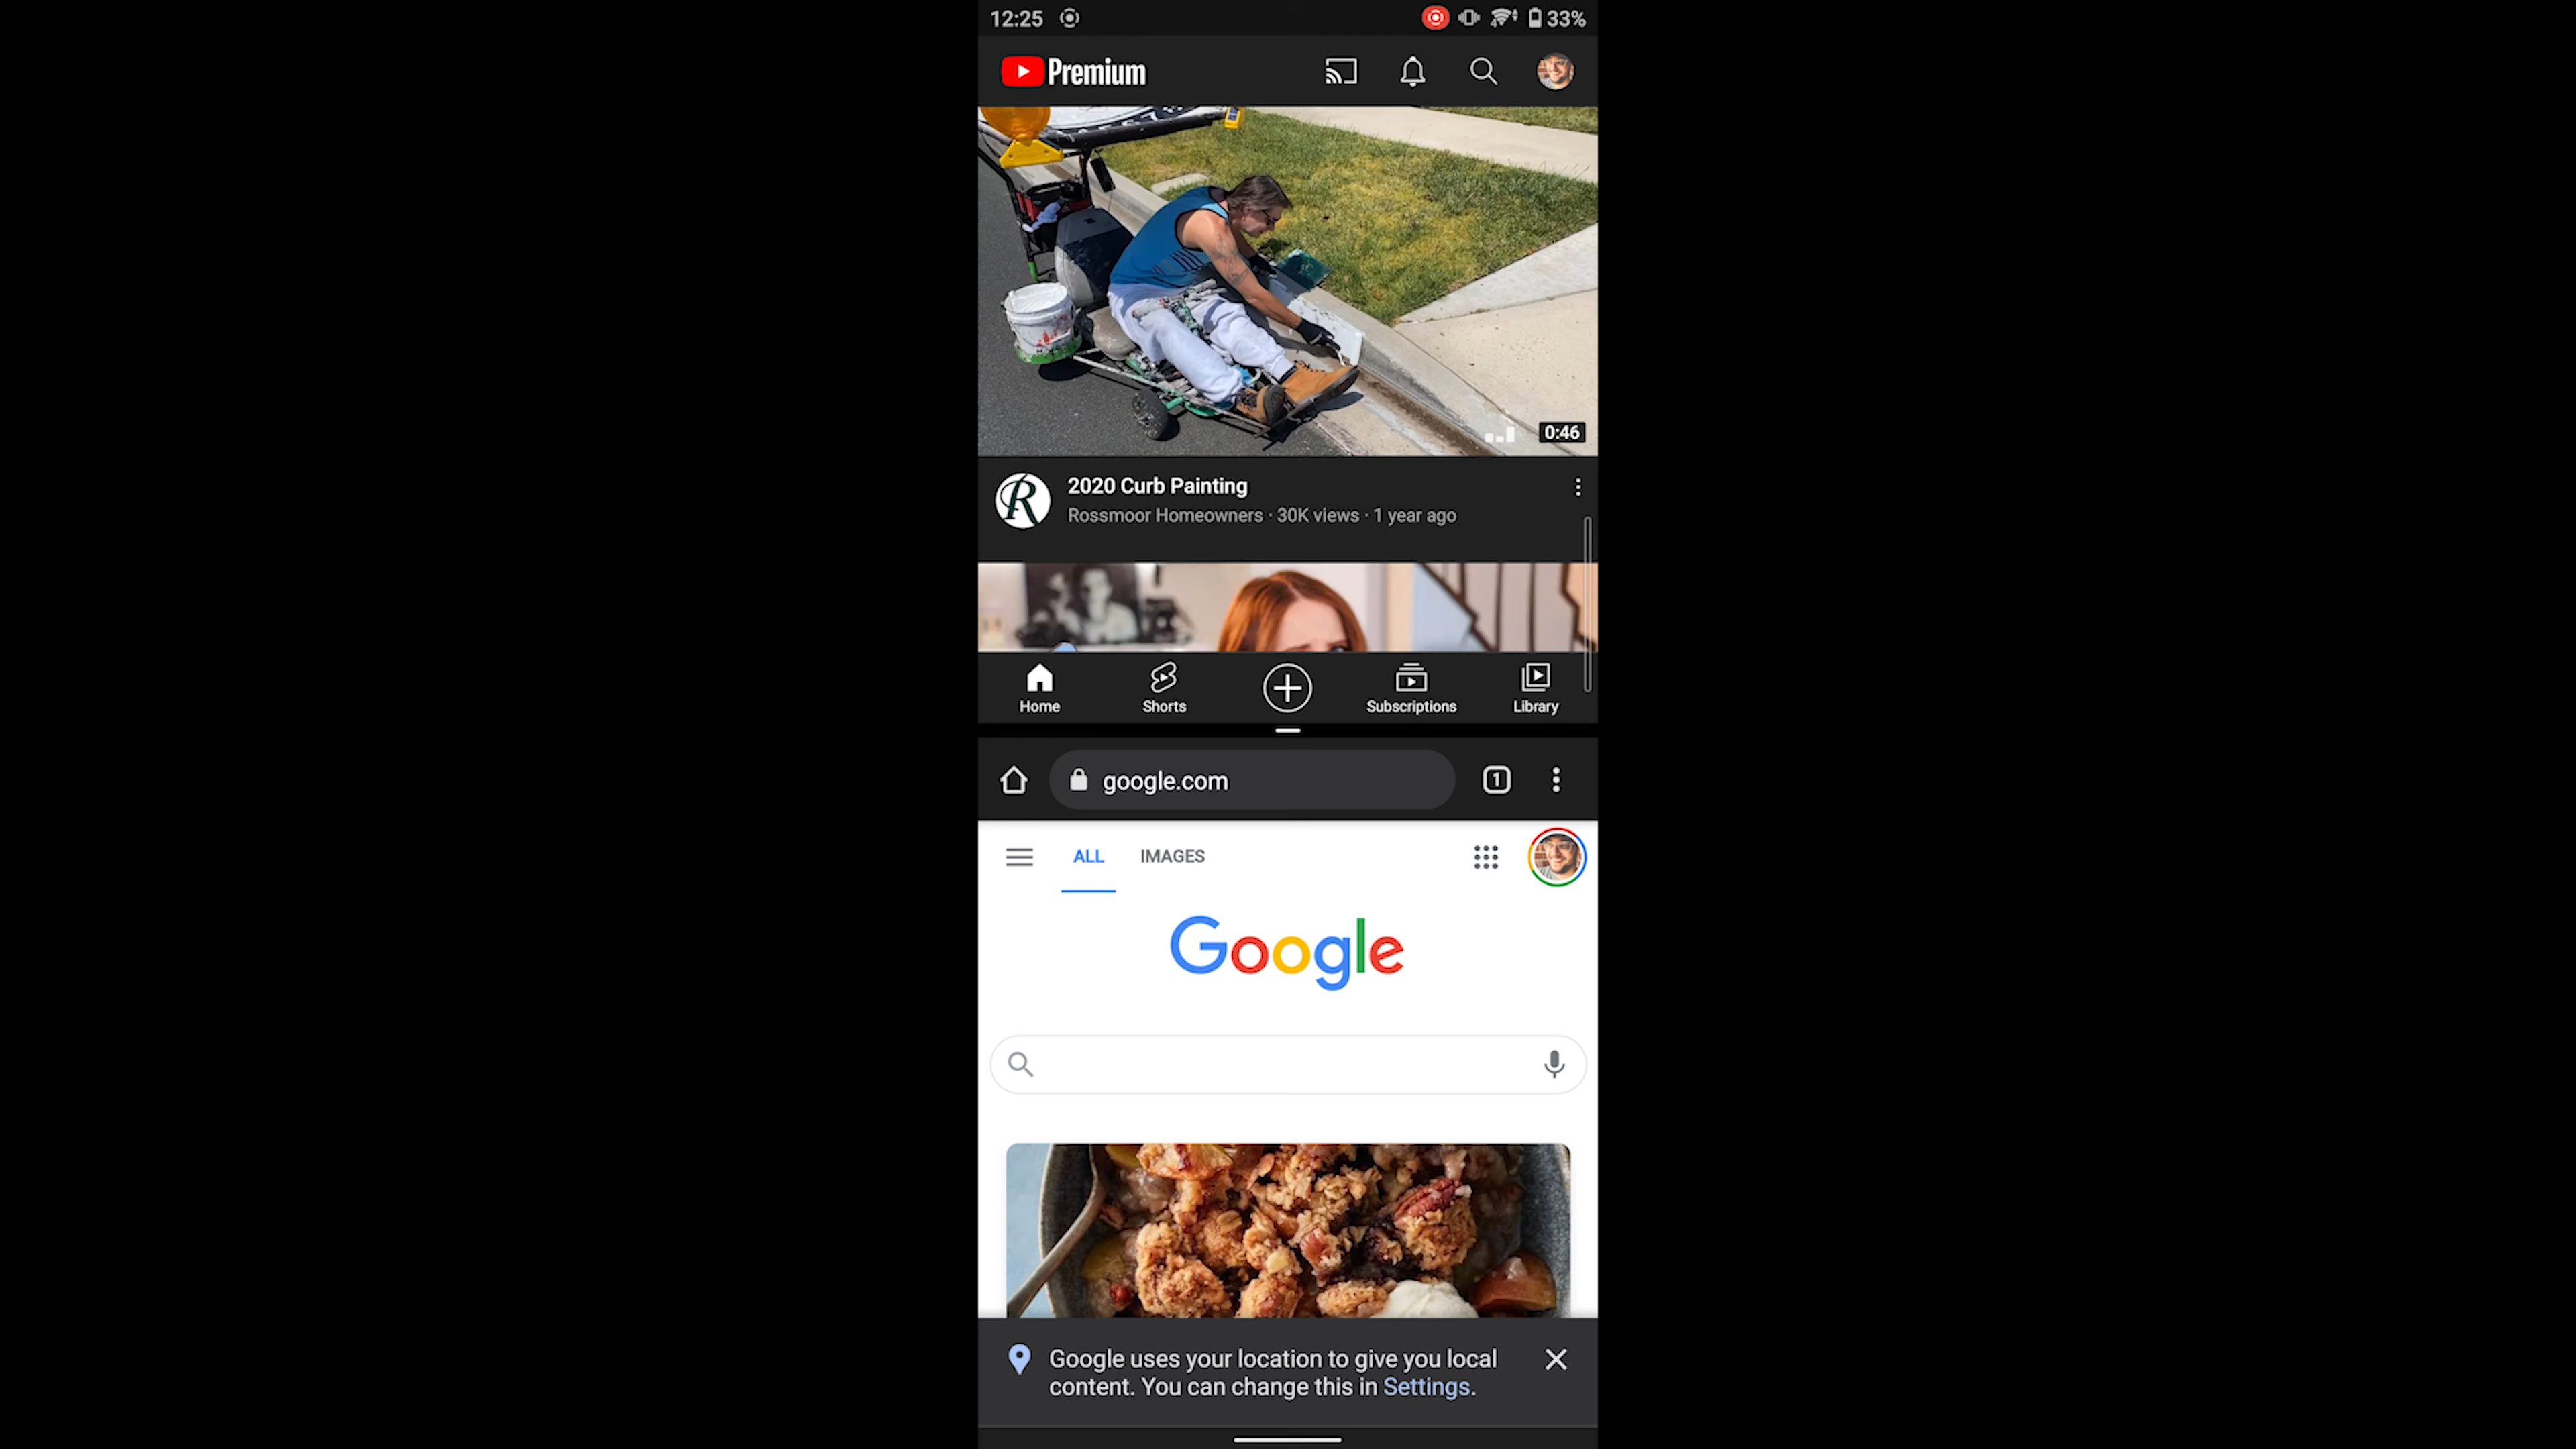 12:25
33%
Premium
0:46
2020 Curb Painting
Rossmoor Homeowners · 30K views · 1 year ago
Home
Shorts
Subscriptions
Library
google.com
1
ALL
IMAGES
Google
Google uses your location to give you local
content. You can change this in Settings.